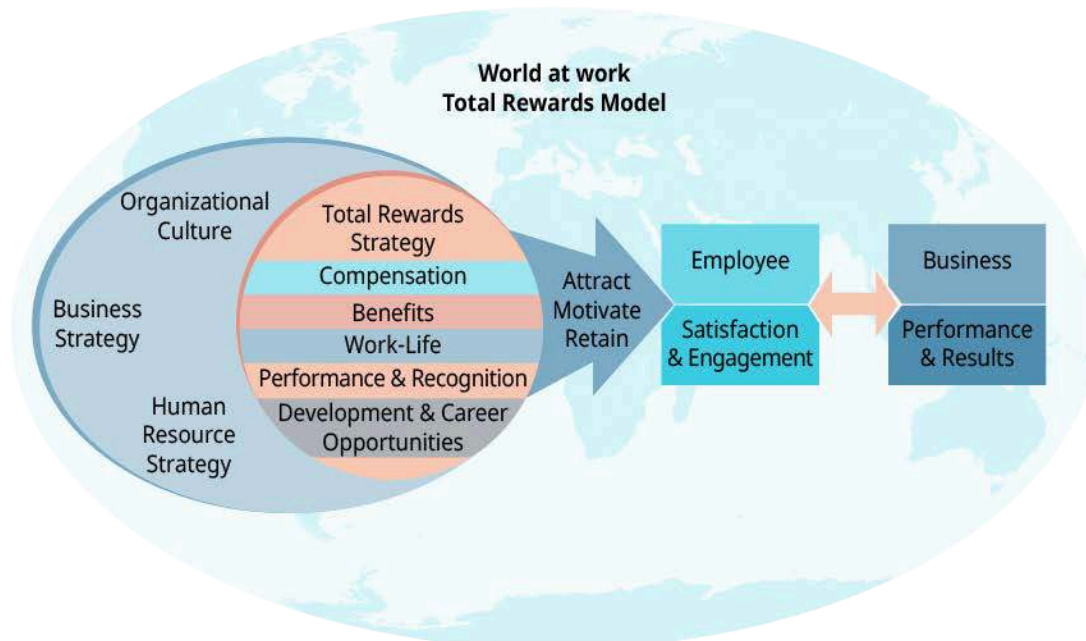 World at work
Total Rewards Model
Organizational
Culture
Business
Strategy
Human
Resource
Strategy
Total Rewards
Strategy
Compensation
Benefits
Work-Life
Performance & Recognition
Development & Career
Opportunities
Attract
Motivate
Retain
Employee
Satisfaction
& Engagement
Business
Performance
& Results